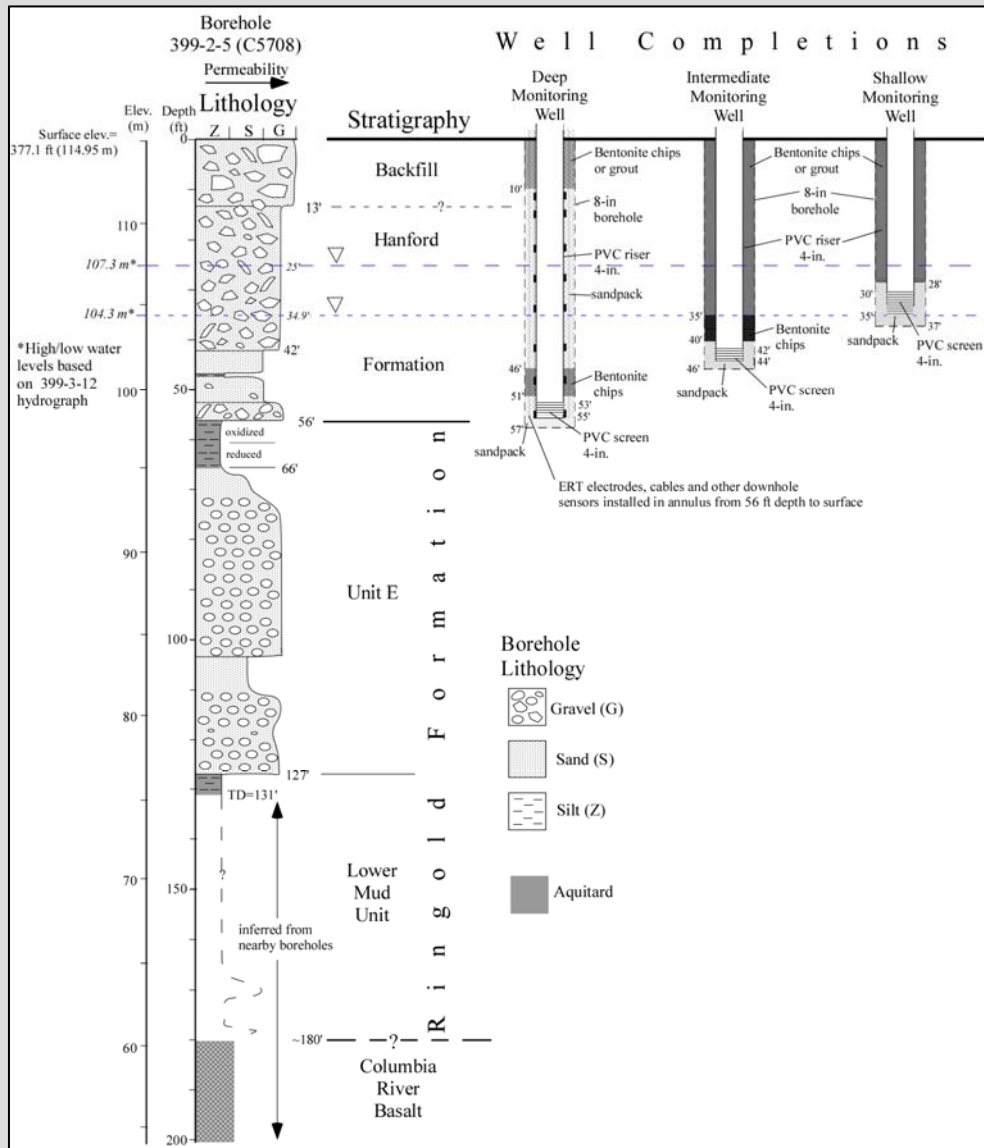 Borehole
399-2-5 (C5708)
Permeability
Lithology
Z S G
Elev.
(m)
Depth
(ft)
Surface elev.=
377.1 ft (114.95 m)
110
107.3 m*
104.3 m*
*High/low water
levels based
on 399-3-12
hydrograph
100
90
80
70
60
0
50
100
150
200
13'
25'
34.9'
42'
56'
oxidized
reduced
66'
127'
TD=131'
?
inferred from
nearby boreholes
~180'
Stratigraphy
Backfill
?
Hanford
Formation
Unit E
Lower
Mud
Unit
Ringold Formation
?
Columbia
River
Basalt
Well Completions
Deep
Monitoring
Well
Bentonite chips
or grout
10'
8-in
borehole
PVC riser
4-in.
sandpack
46'
Bentonite
chips
51'
53'
55'
57'
PVC screen
4-in.
sandpack
ERT electrodes, cables and other downhole
sensors installed in annulus from 56 ft depth to surface
Intermediate
Monitoring
Well
Bentonite chips
or grout
8-in
borehole
PVC riser
4-in.
35'
40'
Bentonite
chips
42'
44'
46'
sandpack
PVC screen
4-in.
Shallow
Monitoring
Well
28'
30'
35'
37'
sandpack
PVC screen
4-in.
Borehole
Lithology
Gravel (G)
Sand (S)
Silt (Z)
Aquitard